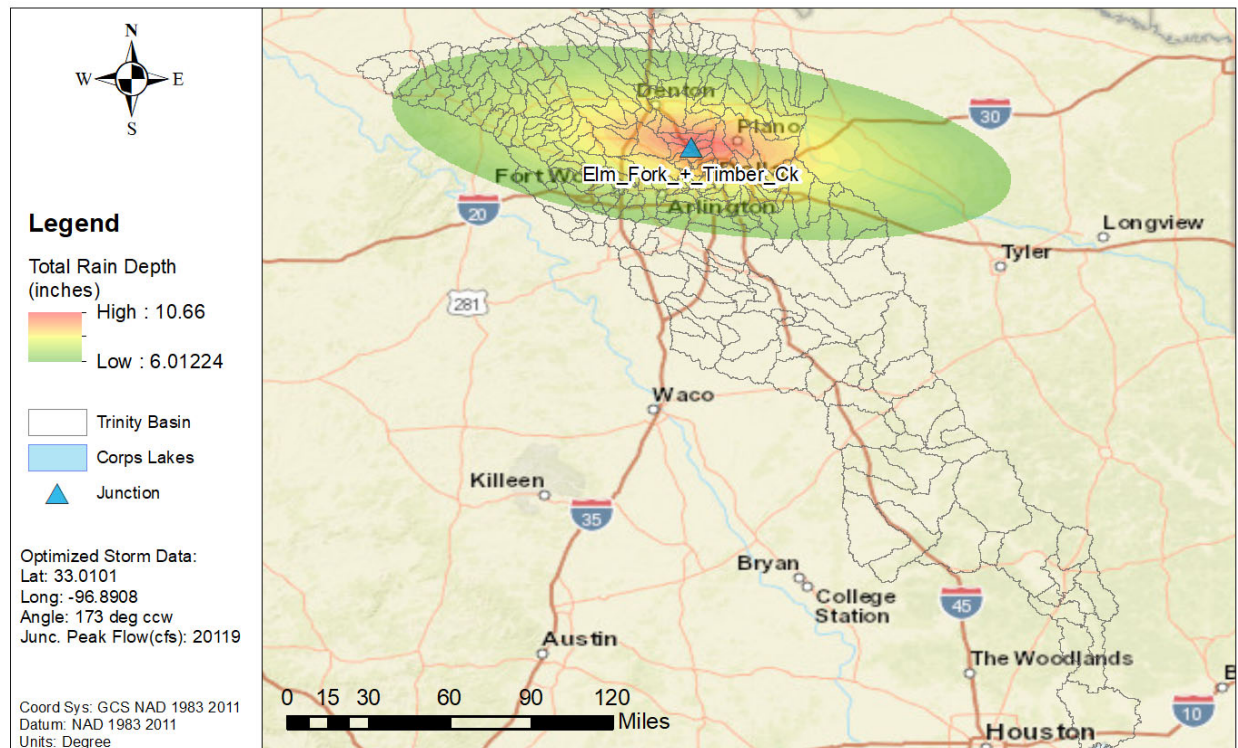 N
W
E
S
Legend
Total Rain Depth
(inches)
High : 10.66
Low : 6.01224
Trinity Basin
Corps Lakes
Junction
Optimized Storm Data:
Lat: 33.0101
Long: -96.8908
Angle: 173 deg ccw
Junc. Peak Flow(cfs): 20119
Coord Sys: GCS NAD 1983 2011
Datum: NAD 1983 2011
Units: Degree
Denton
30
Plano
Elm_Fork_+_Timber_Ck
Fort
Arlington
20
Longview
Tyler
281
Waco
Killeen
35
Bryan
College
Station
45
Austin
The Woodlands
B
10
Houston
0 15 30 60 90 120
Miles